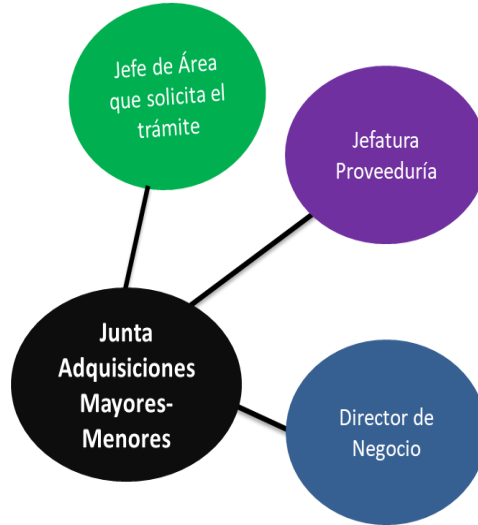 Jefe de Área
que solicita el
trámite
Jefatura
Proveeduría
Junta
Adquisiciones
Mayores-
Menores
Director de
Negocio